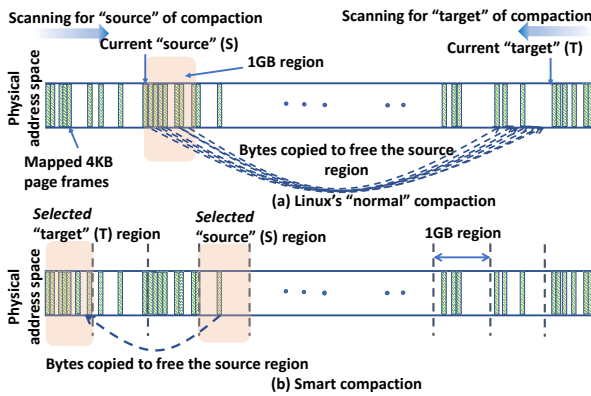 Scanning for “source” of compaction
Scanning for “target” of compaction
Current “source” (S)
Current “target” (T)
1GB region
Physical
address space
Mapped 4KB
page frames
Bytes copied to free the source
region
(a) Linux’s “normal” compaction
Selected
“target” (T) region
Selected
“source” (S) region
1GB region
Physical
address space
Bytes copied to free the source region
(b) Smart compaction